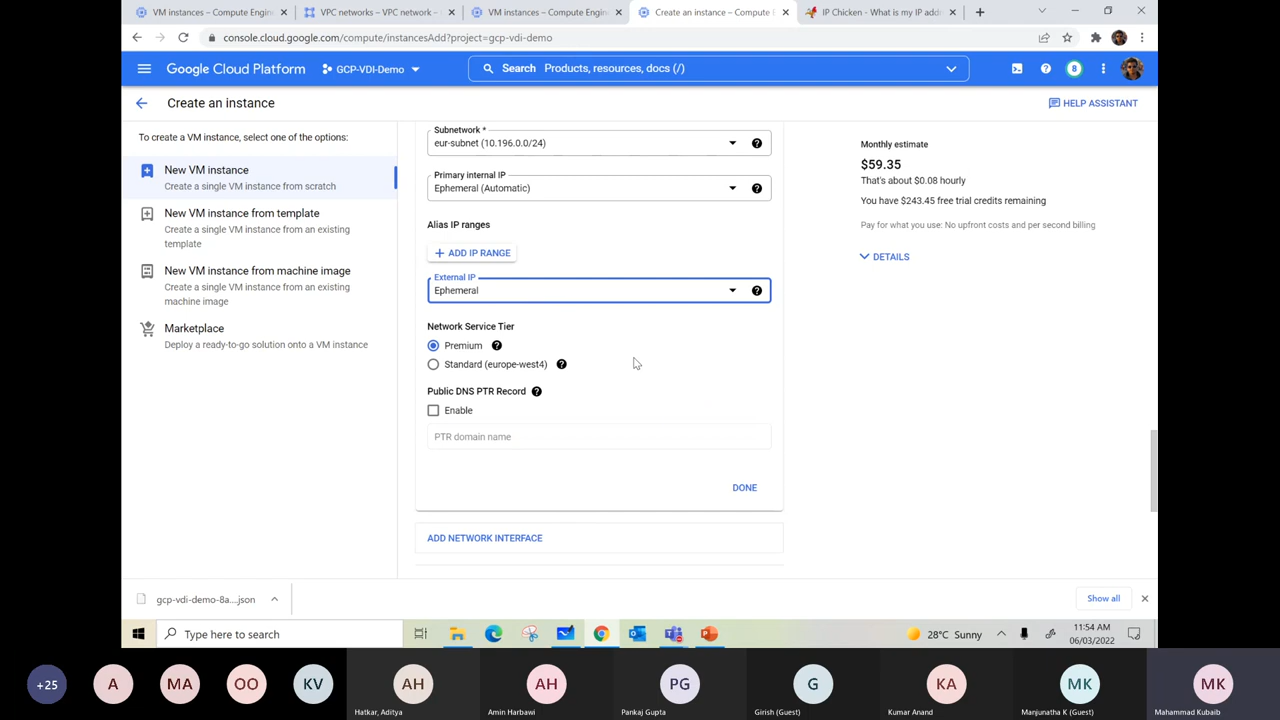 VM instances – Compute Engin
VPC networks – VPC network –
VM instances – Compute Engin
Create an instance – Compute E
IP Chicken - What is my IP addr
console.cloud.google.com/compute/instancesAdd?project=gcp-vdi-demo
Google Cloud Platform
GCP-VDI-Demo
Search Products, resources, docs (/)
8
Create an instance
HELP ASSISTANT
To create a VM instance, select one of the options:
New VM instance
Create a single VM instance from scratch
New VM instance from template
Create a single VM instance from an existing
template
New VM instance from machine image
Create a single VM instance from an existing
machine image
Marketplace
Deploy a ready-to-go solution onto a VM instance
Subnetwork *
eur-subnet (10.196.0.0/24)
Primary internal IP
Ephemeral (Automatic)
Alias IP ranges
ADD IP RANGE
External IP
Ephemeral
Network Service Tier
Premium
Standard (europe-west4)
Public DNS PTR Record
Enable
PTR domain name
DONE
ADD NETWORK INTERFACE
Monthly estimate
$59.35
That's about $0.08 hourly
You have $243.45 free trial credits remaining
Pay for what you use: No upfront costs and per second billing
DETAILS
gcp-vdi-demo-8a....json
Show all
Type here to search
28°C Sunny
11:54 AM
06/03/2022
+25
A
MA
OO
KV
AH
Hatkar, Aditya
AH
Amin Harbawi
PG
Pankaj Gupta
G
Girish (Guest)
KA
Kumar Anand
MK
Manjunatha K (Guest)
MK
Mahammad Kubaib